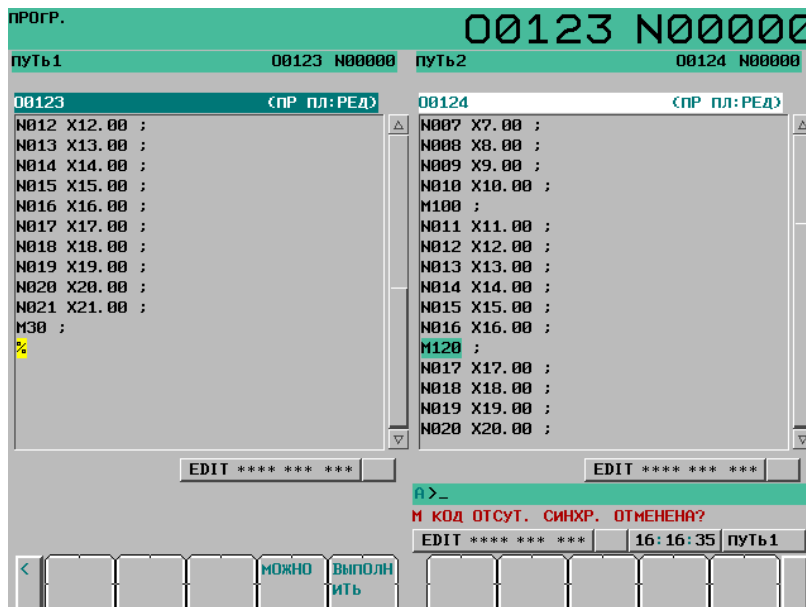 ПРОГР.
O0123 N00000
ПУТЬ1 O0123 N00000
O0123 (ПР ПЛ:РЕД)
N012 X12.00 ;
N013 X13.00 ;
N014 X14.00 ;
N015 X15.00 ;
N016 X16.00 ;
N017 X17.00 ;
N018 X18.00 ;
N019 X19.00 ;
N020 X20.00 ;
N021 X21.00 ;
M30 ;
%
EDIT **** *** ***
ПУТЬ2 O0124 N00000
O0124 (ПР ПЛ:РЕД)
N007 X7.00 ;
N008 X8.00 ;
N009 X9.00 ;
N010 X10.00 ;
M100 ;
N011 X11.00 ;
N012 X12.00 ;
N013 X13.00 ;
N014 X14.00 ;
N015 X15.00 ;
N016 X16.00 ;
M120 ;
N017 X17.00 ;
N018 X18.00 ;
N019 X19.00 ;
N020 X20.00 ;
EDIT **** *** ***
A>_
М КОД ОТСУТ. СИНХР. ОТМЕНЕНА?
EDIT **** *** *** 16:16:35 ПУТЬ1
< МОЖНО ВЫПОЛН
ИТЬ